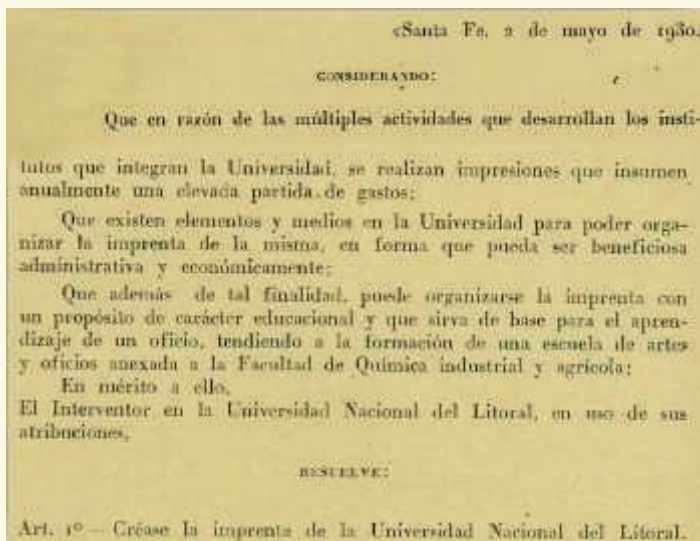 «Santa Fe, 2 de mayo de 1930.
CONSIDERANDO:
Que en razón de las múltiples actividades que desarrollan los insti-
tutos que integran la Universidad, se realizan impresiones que insumen
anualmente una elevada partida de gastos;
Que existen elementos y medios en la Universidad para poder orga-
nizar la imprenta de la misma, en forma que pueda ser beneficiosa
administrativa y económicamente;
Que además de tal finalidad, puede organizarse la imprenta con
un propósito de carácter educacional y que sirva de base para el apren-
dizaje de un oficio, tendiendo a la formación de una escuela de artes
y oficios anexada a la Facultad de Química industrial y agrícola;
En mérito a ello,
El Interventor en la Universidad Nacional del Litoral, en uso de sus
atribuciones,
RESUELVE:
Art. 1º — Créase la imprenta de la Universidad Nacional del Litoral.